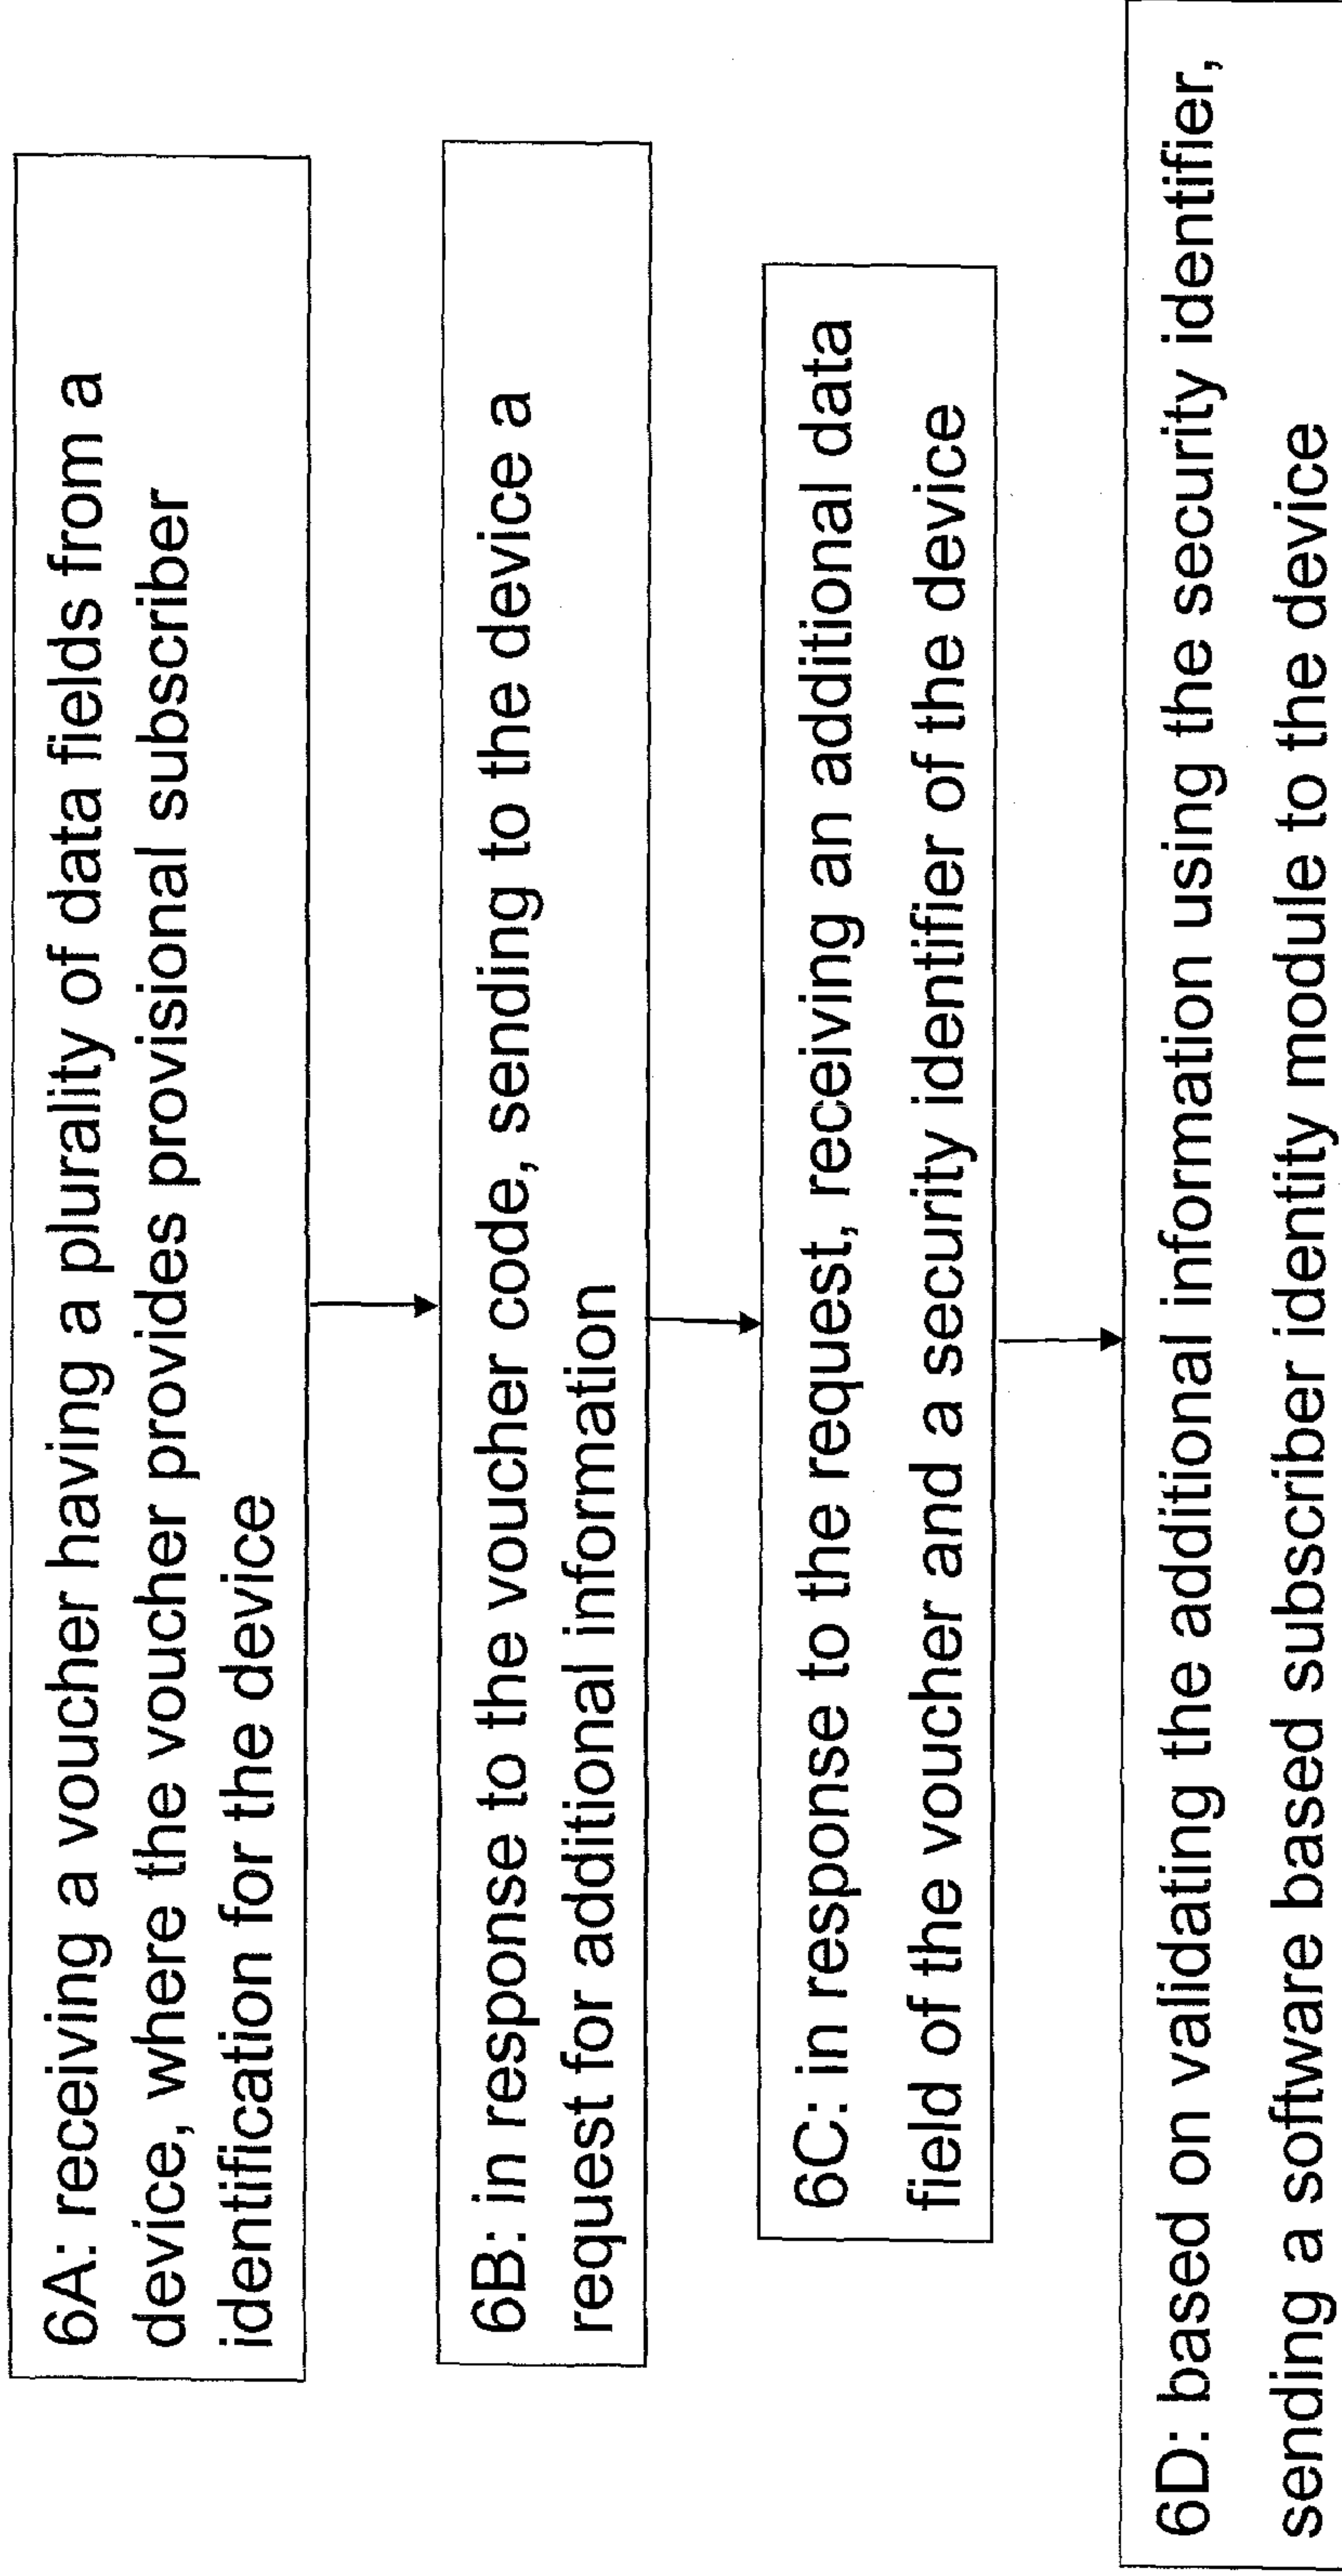 6A: receiving a voucher having a plurality of data fields from a
device, where the voucher provides provisional subscriber
identification for the device
6B: in response to the voucher code, sending to the device a
request for additional information
6C: in response to the request, receiving an additional data
field of the voucher and a security identifier of the device
6D: based on validating the additional information using the security identifier,
sending a software based subscriber identity module to the device